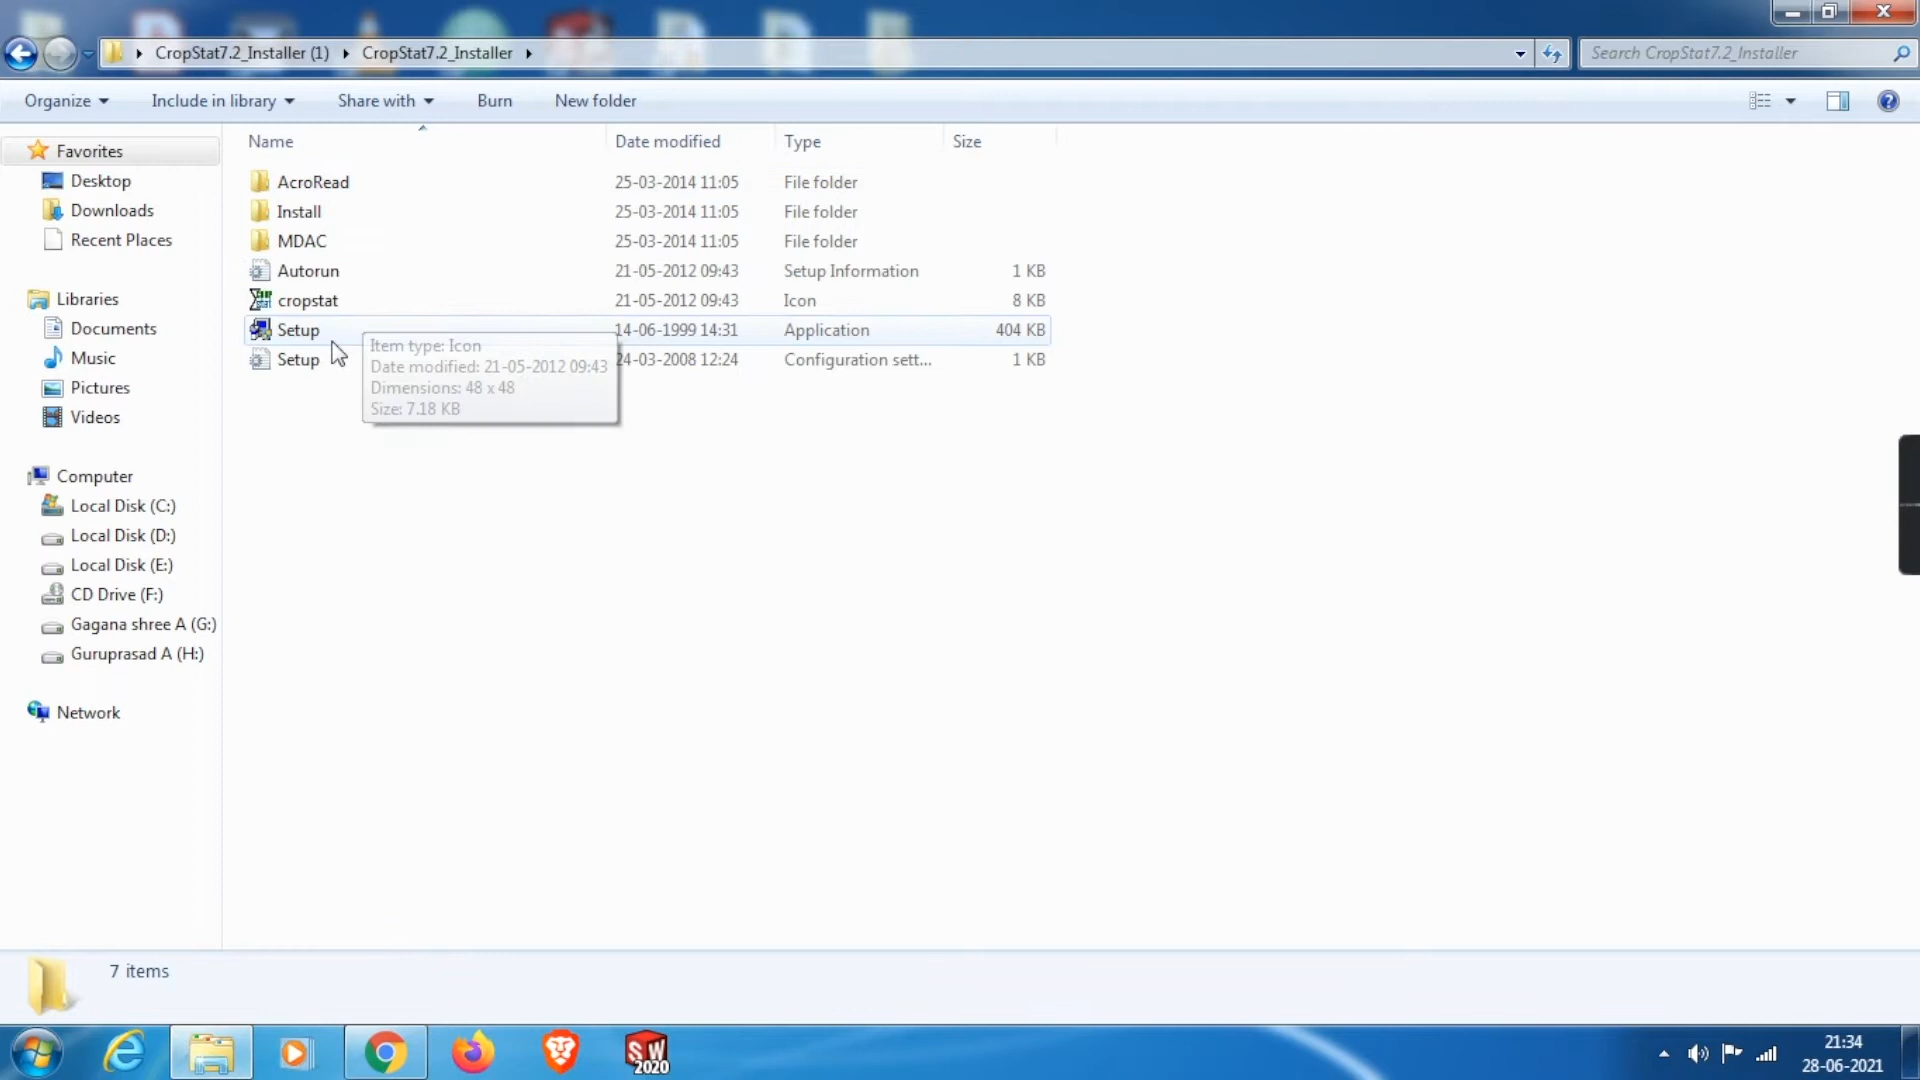 CropStat7.2_Installer (1) CropStat7.2_Installer
Search CropStat7.2_Installer
Organize Include in library Share with Burn New folder
Name Date modified Type Size
Favorites
Desktop
Downloads
Recent Places
Libraries
Documents
Music
Pictures
Videos
Computer
Local Disk (C:)
Local Disk (D:)
Local Disk (E:)
CD Drive (F:)
Gagana shree A (G:)
Guruprasad A (H:)
Network
AcroRead 25-03-2014 11:05 File folder
Install 25-03-2014 11:05 File folder
MDAC 25-03-2014 11:05 File folder
Autorun 21-05-2012 09:43 Setup Information 1 KB
cropstat 21-05-2012 09:43 Icon 8 KB
Setup 14-06-1999 14:31 Application 404 KB
Setup 24-03-2008 12:24 Configuration sett... 1 KB
Item type: Icon
Date modified: 21-05-2012 09:43
Dimensions: 48 x 48
Size: 7.18 KB
7 items
SW
2020
21:34
28-06-2021